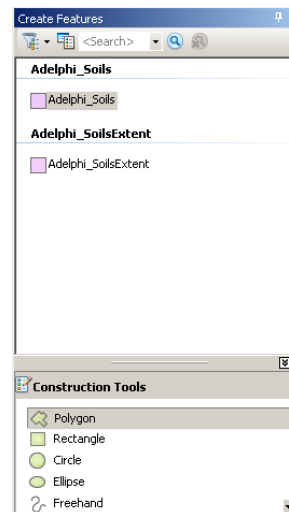 Create Features
<Search>
Adelphi_Soils
Adelphi_Soils
Adelphi_SoilsExtent
Adelphi_SoilsExtent
Construction Tools
Polygon
Rectangle
Circle
Ellipse
Freehand